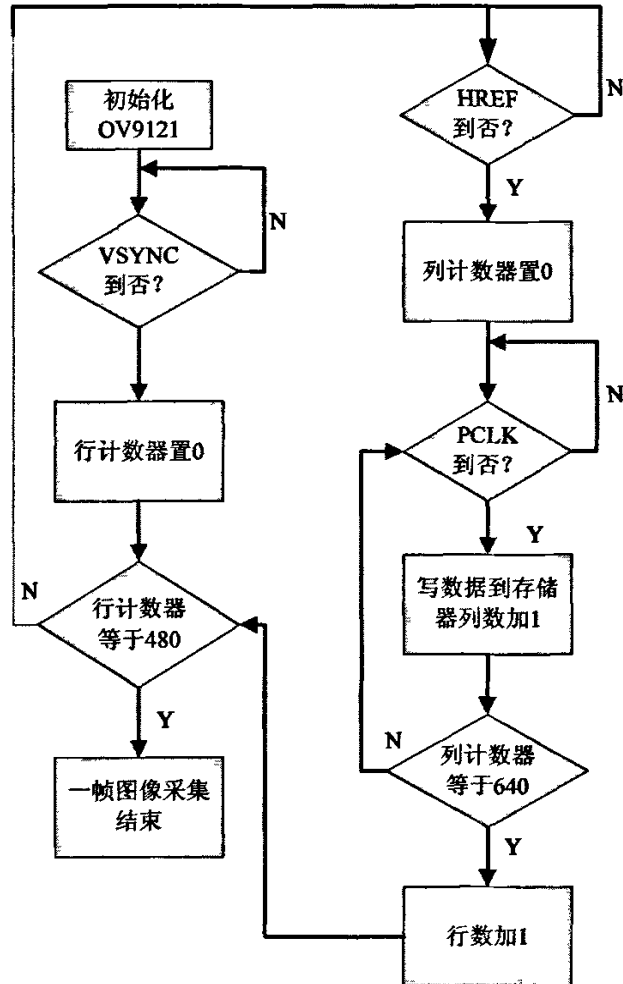 初始化
OV9121
N
VSYNC
到否？
行计数器置0
N
行计数器
等于480
Y
一帧图像采集
结束
HREF
到否？
N
Y
列计数器置0
N
PCLK
到否？
Y
写数据到存储
器列数加1
N
列计数器
等于640
Y
行数加1